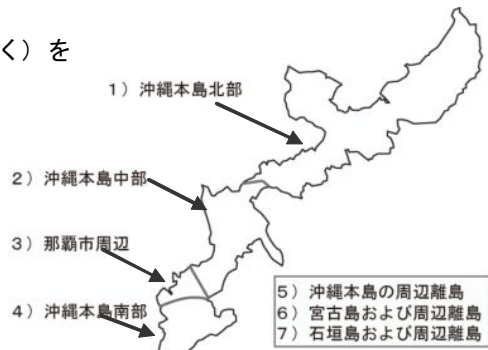 く）を
1）沖縄本島北部
2）沖縄本島中部
3）那覇市周辺
4）沖縄本島南部
5）沖縄本島の周辺離島
6）宮古島および周辺離島
7）石垣島および周辺離島